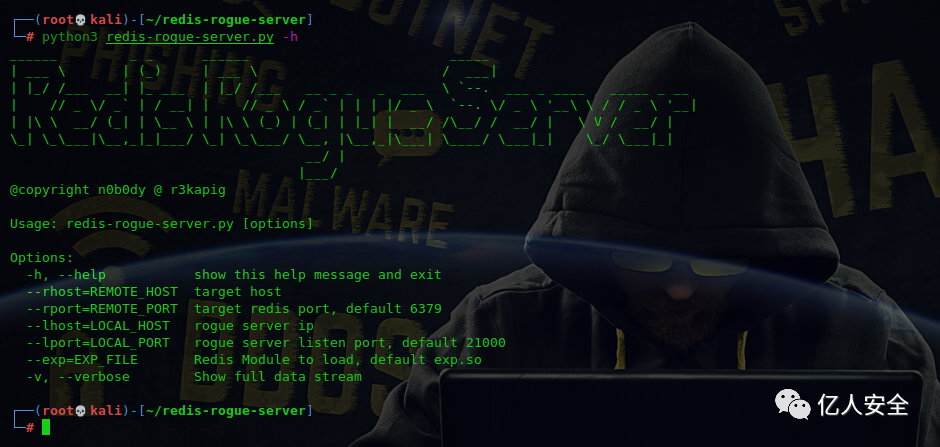 ┌──(root💀kali)-[~/redis-rogue-server]
└─# python3 redis-rogue-server.py -h
RedisRogueServer
@copyright n0b0dy @ r3kapig
Usage: redis-rogue-server.py [options]
Options:
-h, --help show this help message and exit
--rhost=REMOTE_HOST target host
--rport=REMOTE_PORT target redis port, default 6379
--lhost=LOCAL_HOST rogue server ip
--lport=LOCAL_PORT rogue server listen port, default 21000
--exp=EXP_FILE Redis Module to load, default exp.so
-v, --verbose Show full data stream
┌──(root💀kali)-[~/redis-rogue-server]
└─#
亿人安全
PHISHING
BOTNET
MALWARE
DDOS